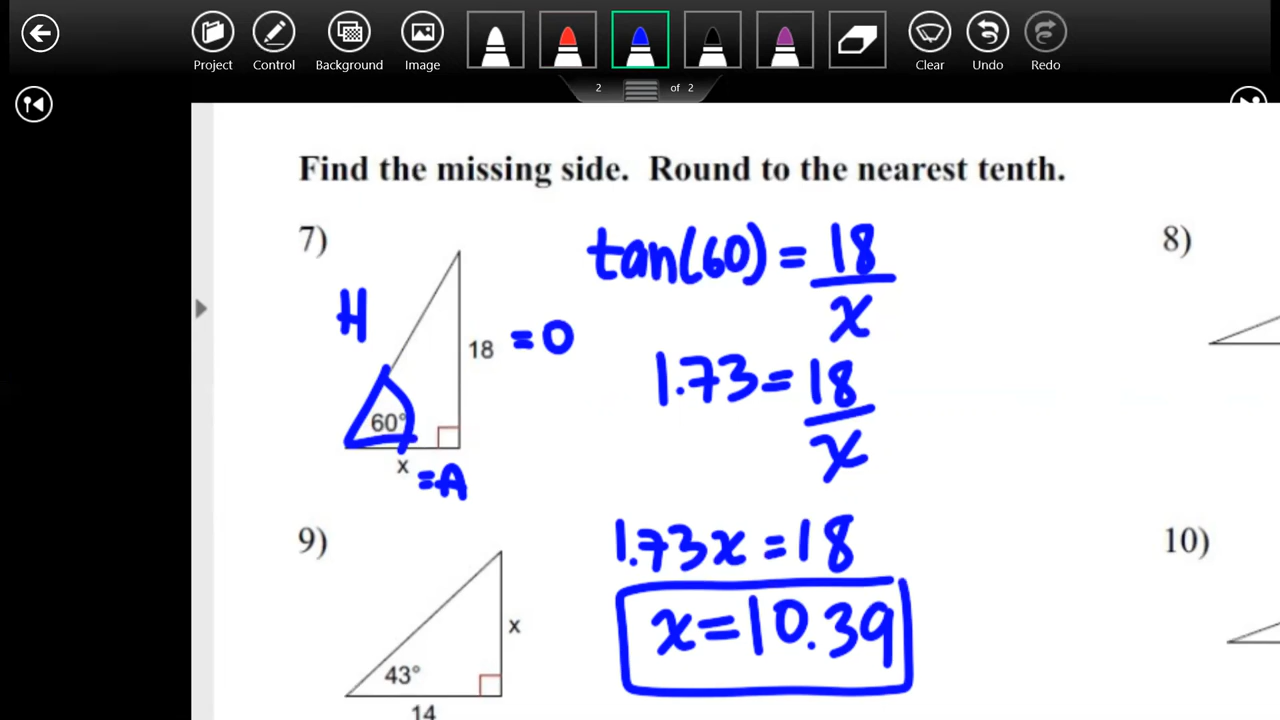 Project Control Background Image Clear Undo Redo
2 of 2
Find the missing side. Round to the nearest tenth.
7)
H
18 = O
60°
x = A
tan(60) = 18/x
1.73 = 18/x
1.73x = 18
x = 10.39
8)
9)
x
43°
14
10)